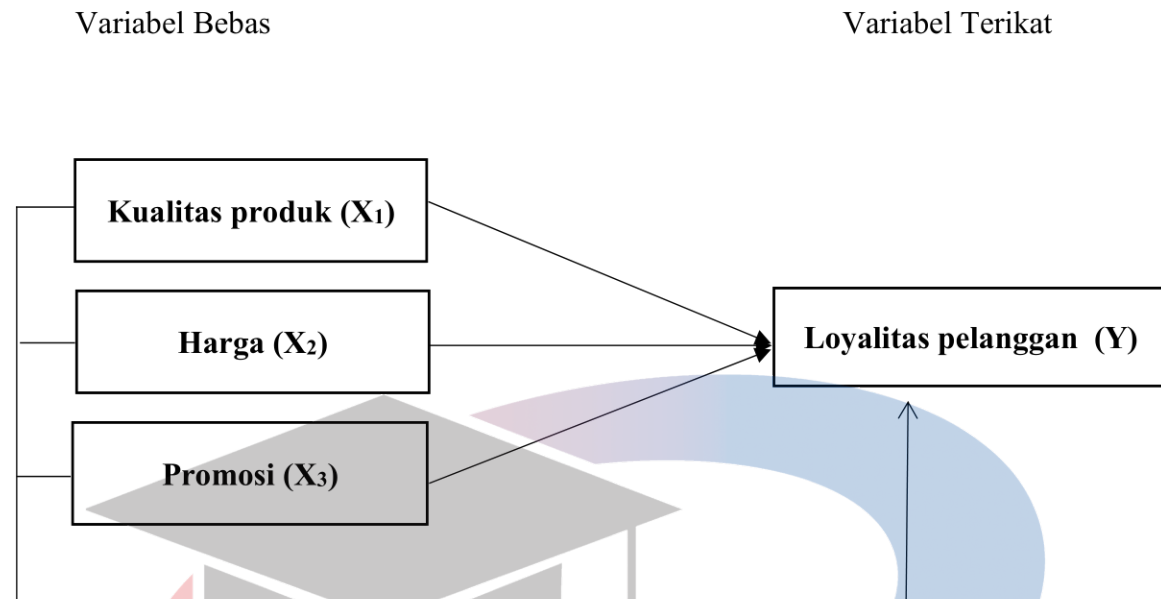 Variabel Bebas
Variabel Terikat
Kualitas produk (X₁)
Harga (X₂)
Loyalitas pelanggan (Y)
Promosi (X₃)